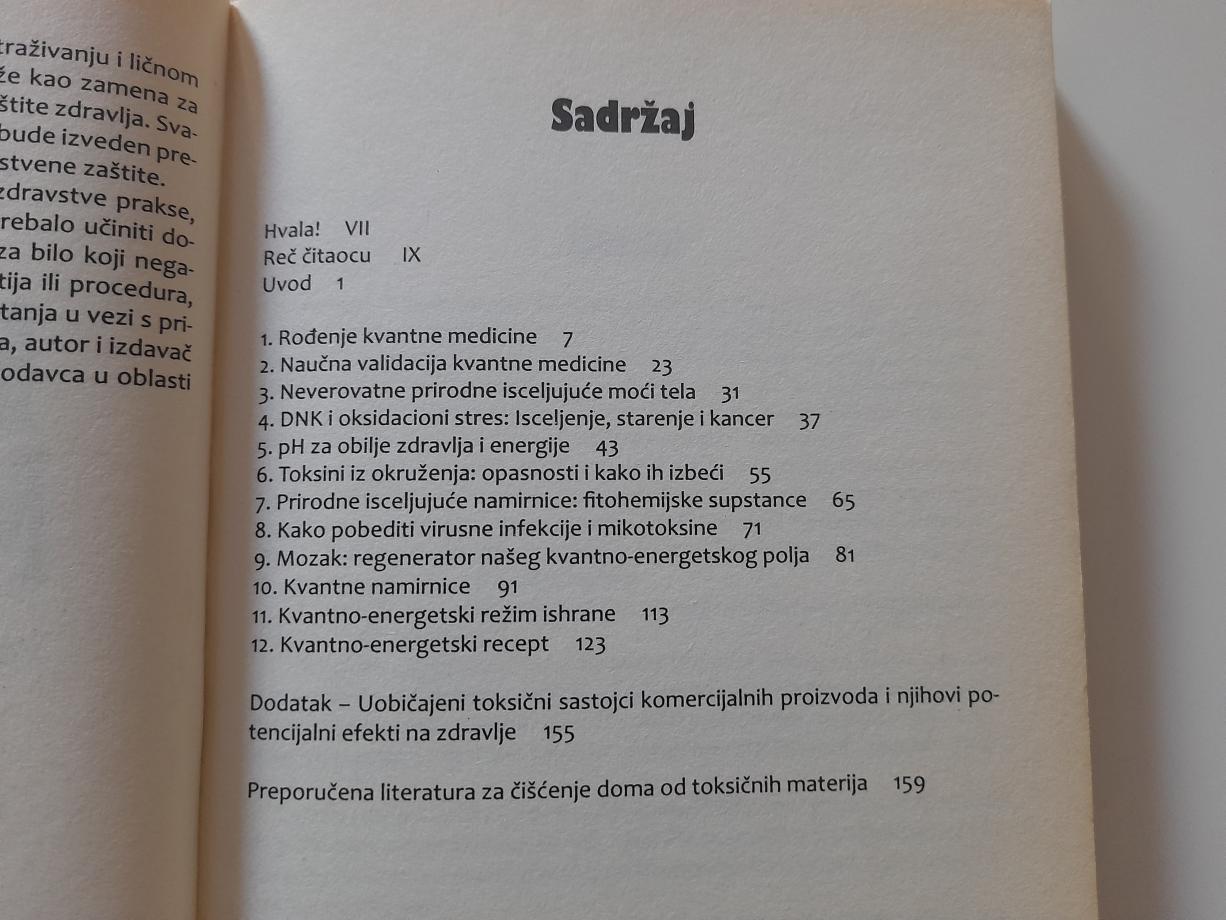 traživanju i ličnom
že kao zamena za
štite zdravlja. Sva-
bude izveden pre-
stvene zaštite.
zdravstve prakse,
rebalo učiniti do-
za bilo koji nega-
tija ili procedura,
tanja u vezi s pri-
a, autor i izdavač
odavca u oblasti
Sadržaj
Hvala! VII
Reč čitaocu IX
Uvod 1
1. Rođenje kvantne medicine 7
2. Naučna validacija kvantne medicine 23
3. Neverovatne prirodne isceljujuće moći tela 31
4. DNK i oksidacioni stres: Isceljenje, starenje i kancer 37
5. pH za obilje zdravlja i energije 43
6. Toksini iz okruženja: opasnosti i kako ih izbeći 55
7. Prirodne isceljujuće namirnice: fitohemijske supstance 65
8. Kako pobediti virusne infekcije i mikotoksine 71
9. Mozak: regenerator našeg kvantno-energetskog polja 81
10. Kvantne namirnice 91
11. Kvantno-energetski režim ishrane 113
12. Kvantno-energetski recept 123
Dodatak – Uobičajeni toksični sastojci komercijalnih proizvoda i njihovi po-
tencijalni efekti na zdravlje 155
Preporučena literatura za čišćenje doma od toksičnih materija 159